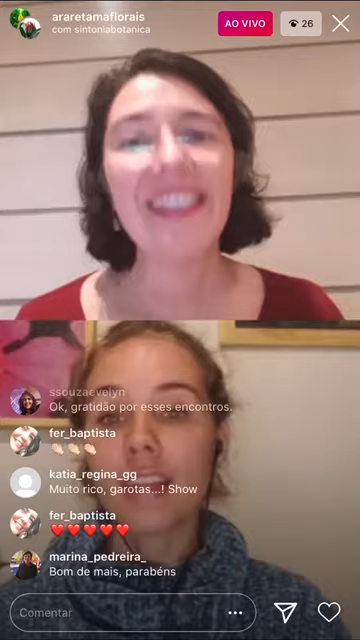 araretamaflorais
com sintoniabotanica
AO VIVO
26
ssouzaevelyn
Ok, gratidão por esses encontros.
fer_baptista
👏🏻👏🏻👏🏻
katia_regina_gg
Muito rico, garotas...! Show
fer_baptista
❤️❤️❤️❤️❤️
marina_pedreira_
Bom de mais, parabéns
Comentar